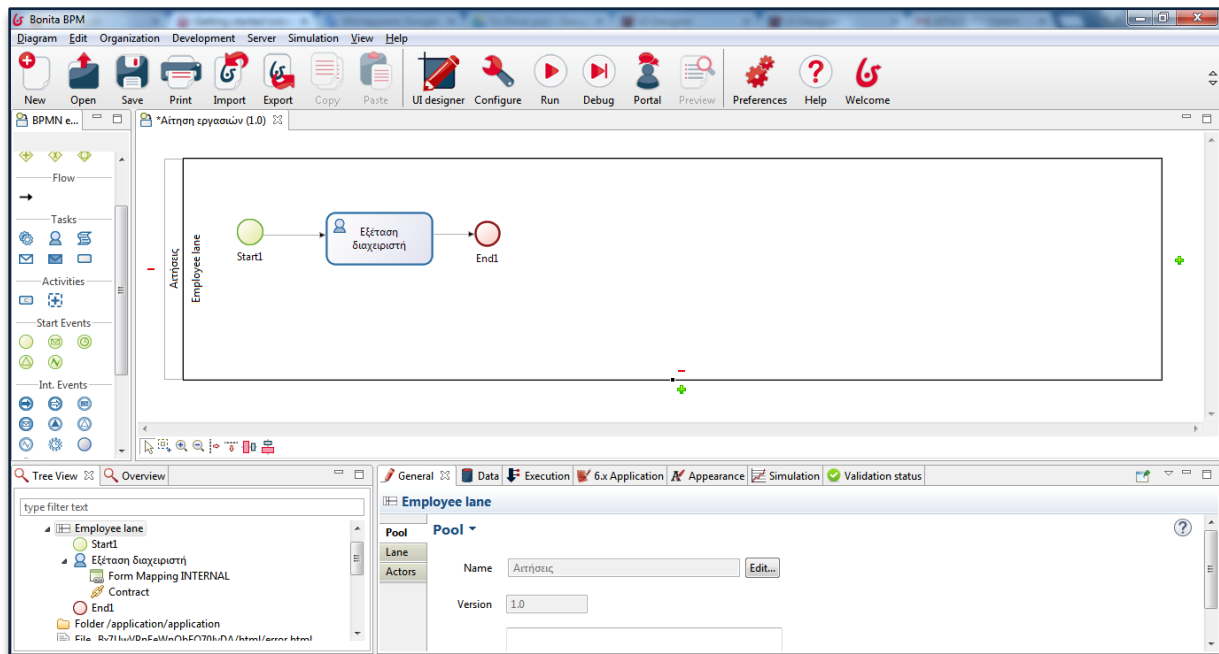 Bonita BPM
Diagram Edit Organization Development Server Simulation View Help
New Open Save Print Import Export Copy Paste UI designer Configure Run Debug Portal Preview Preferences Help Welcome
BPMN e... *Αίτηση εργασιών (1.0)
Flow
Tasks
Activities
Start Events
Int. Events
Αιτήσεις
Employee lane
Start1
Εξέταση
διαχειριστή
End1
Tree View Overview
type filter text
Employee lane
Start1
Εξέταση διαχειριστή
Form Mapping INTERNAL
Contract
End1
Folder /application/application
General Data Execution 6.x Application Appearance Simulation Validation status
Employee lane
Pool
Lane
Actors
Pool
Name Αιτήσεις Edit...
Version 1.0